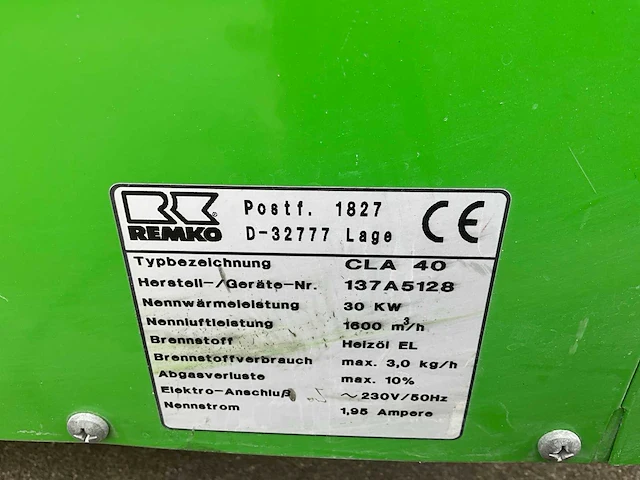 REMKO
Postf. 1827
D-32777 Lage
CE
Typbezeichnung CLA 40
Herstell-/Geräte-Nr. 137A5128
Nennwärmeleistung 30 KW
Nennluftleistung 1600 m³/h
Brennstoff Heizöl EL
Brennstoffverbrauch max. 3,0 kg/h
Abgasverluste max. 10%
Elektro-Anschluß ~230V/50Hz
Nennstrom 1,95 Ampere